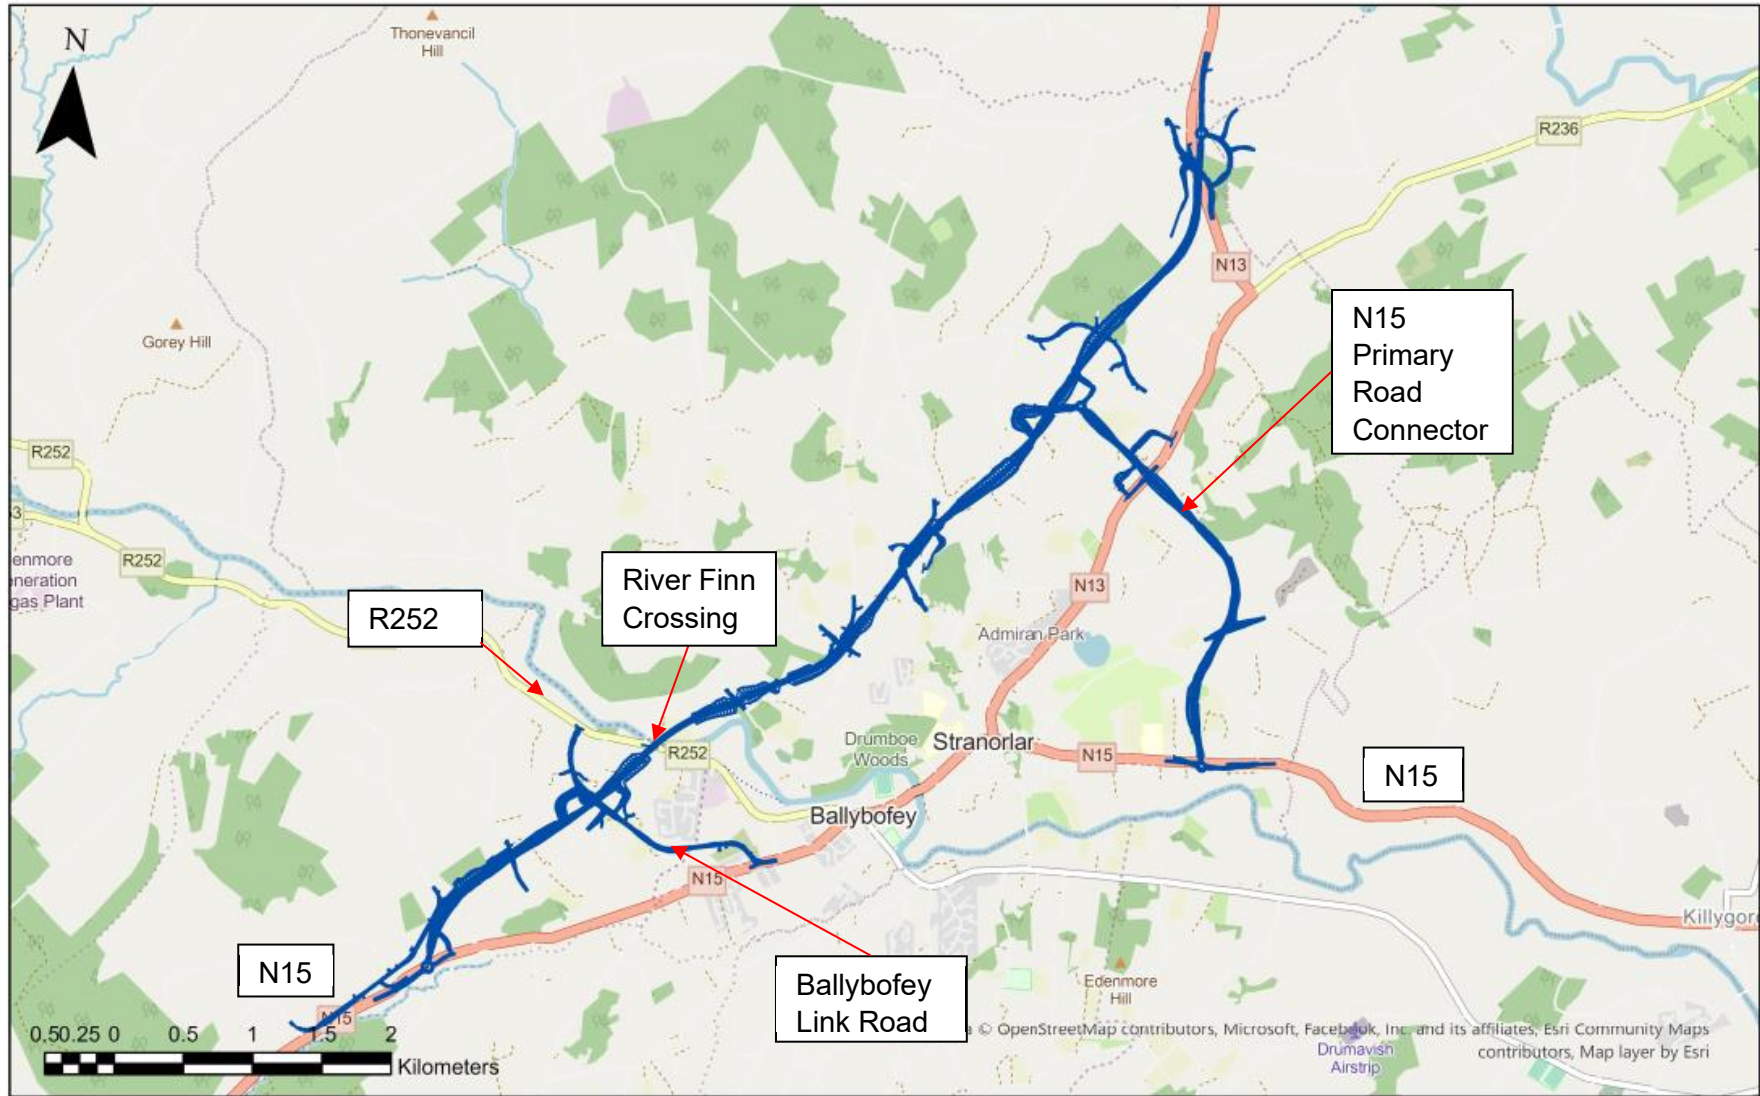 Thonevancil
Hill
N
R236
N13
Gorey Hill
N15
Primary
Road
Connector
R252
R252
River Finn
Crossing
R252
N13
Admiran Park
R252
Drumboe
Woods
Stranorlar
N15
N15
Ballybofey
N15
Killygor
N15
Ballybofey
Link Road
Edenmore
Hill
N15
0.5 0.25 0 0.5 1 1.5 2
Kilometers
© OpenStreetMap contributors, Microsoft, Facebook, Inc. and its affiliates, Esri Community Maps
contributors, Map layer by Esri
Drumavish
Airstrip
enmore
eneration
gas Plant